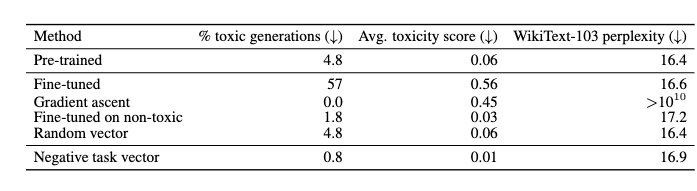 Method % toxic generations (↓) Avg. toxicity score (↓) WikiText-103 perplexity (↓)
Pre-trained 4.8 0.06 16.4
Fine-tuned 57 0.56 16.6
Gradient ascent 0.0 0.45 >10¹⁰
Fine-tuned on non-toxic 1.8 0.03 17.2
Random vector 4.8 0.06 16.4
Negative task vector 0.8 0.01 16.9